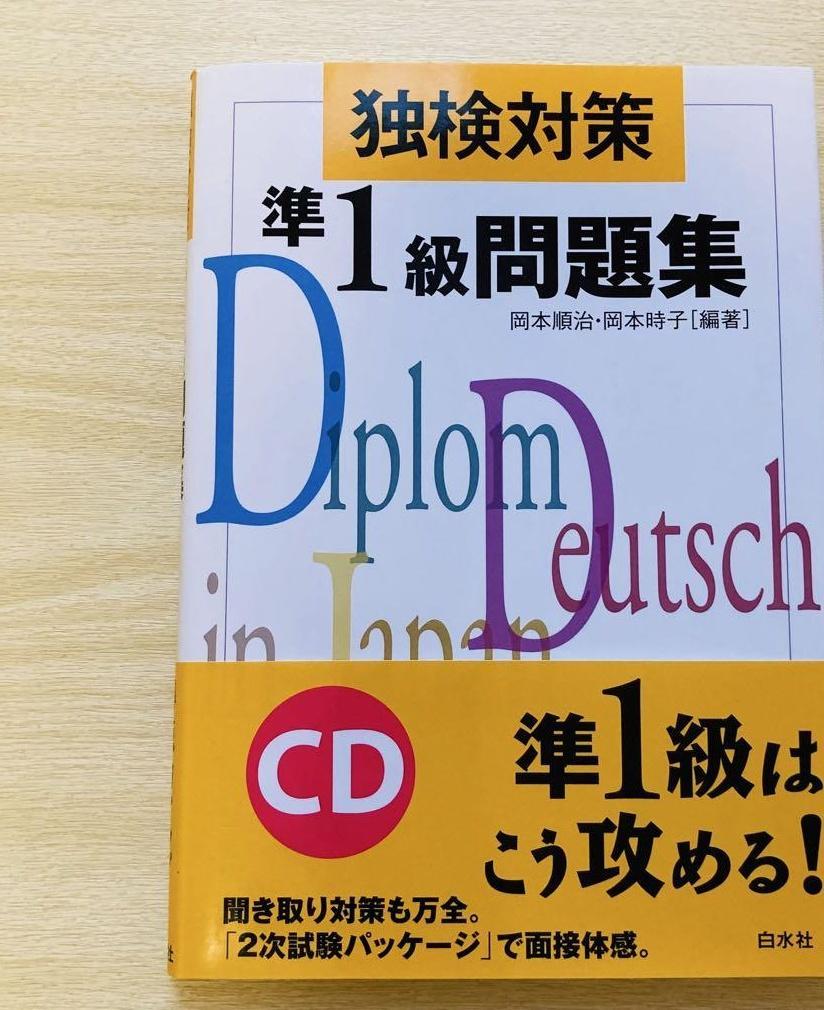 独検対策
準1級問題集
岡本順治・岡本時子[編著]
Diplom
Deutsch
in Japan
CD
準1級は
こう攻める!
聞き取り対策も万全。
「2次試験パッケージ」で面接体感。
白水社
社